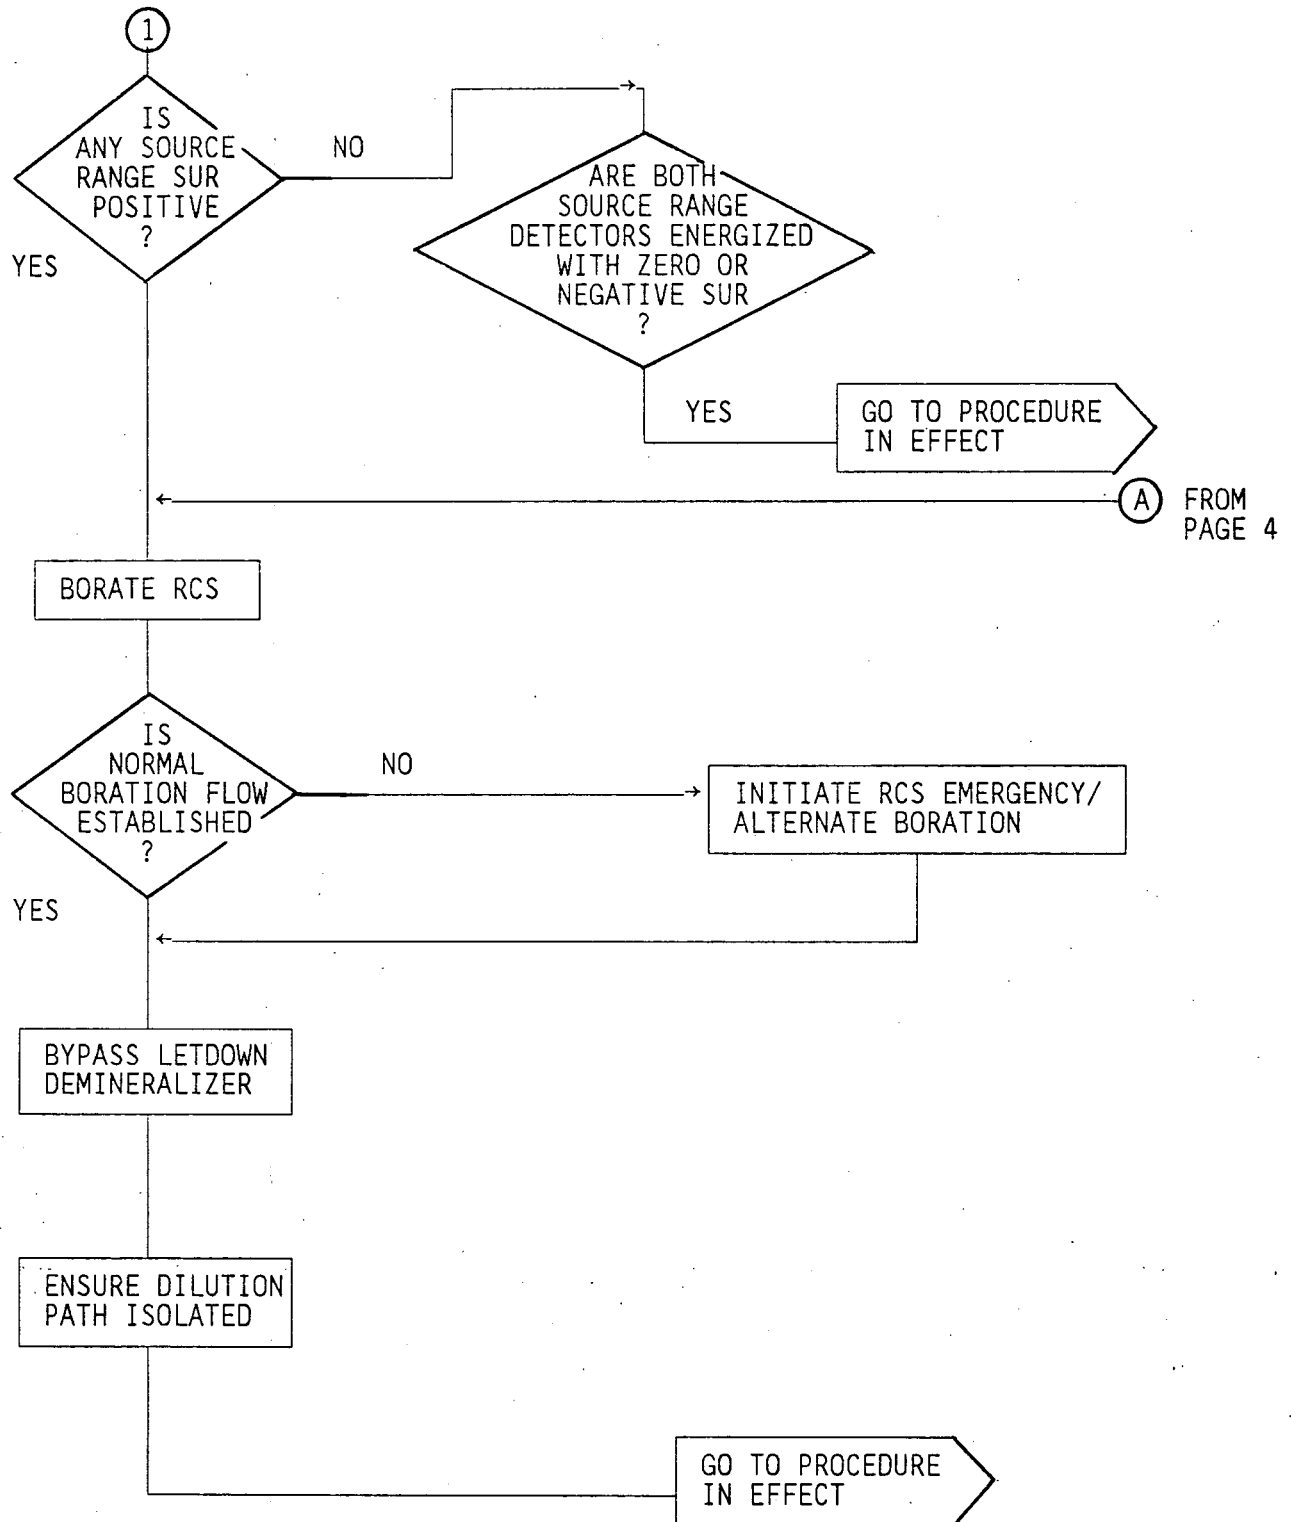 1
IS
ANY SOURCE
RANGE SUR
POSITIVE
?
NO
YES
ARE BOTH
SOURCE RANGE
DETECTORS ENERGIZED
WITH ZERO OR
NEGATIVE SUR
?
YES
GO TO PROCEDURE
IN EFFECT
A
FROM
PAGE 4
BORATE RCS
IS
NORMAL
BORATION FLOW
ESTABLISHED
?
NO
YES
INITIATE RCS EMERGENCY/
ALTERNATE BORATION
BYPASS LETDOWN
DEMINERALIZER
ENSURE DILUTION
PATH ISOLATED
GO TO PROCEDURE
IN EFFECT